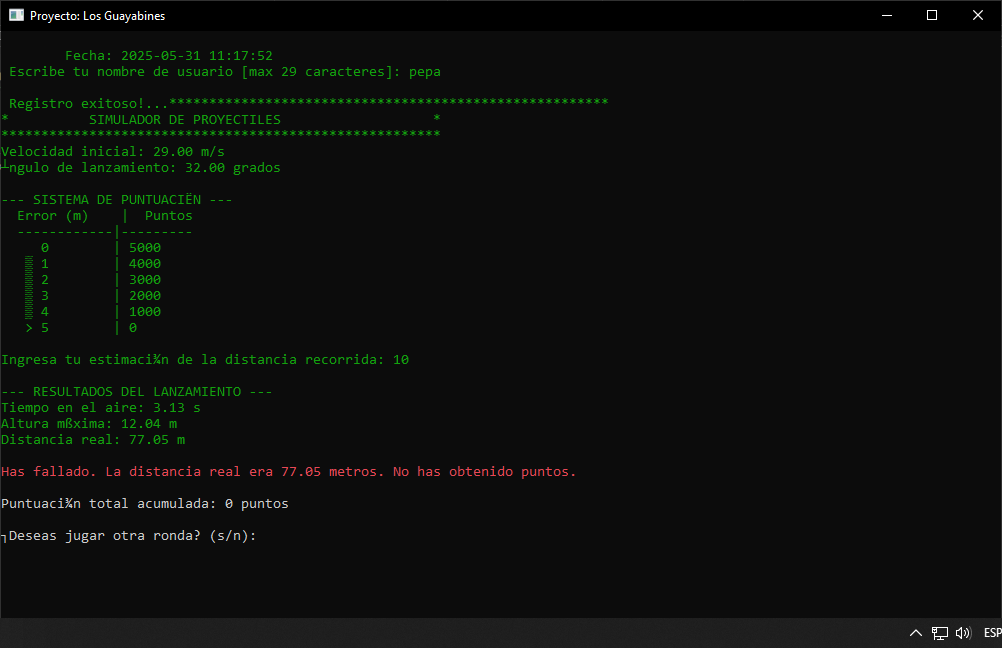 Proyecto: Los Guayabines
Fecha: 2025-05-31 11:17:52
Escribe tu nombre de usuario [max 29 caracteres]: pepa
Registro exitoso!...*******************************************************
*          SIMULADOR DE PROYECTILES                   *
*******************************************************
Velocidad inicial: 29.00 m/s
┴ngulo de lanzamiento: 32.00 grados
--- SISTEMA DE PUNTUACIËN ---
Error (m)    |  Puntos
------------|---------
0        | 5000
▒ 1        | 4000
▒ 2        | 3000
▒ 3        | 2000
▒ 4        | 1000
> 5        | 0
Ingresa tu estimaci¾n de la distancia recorrida: 10
--- RESULTADOS DEL LANZAMIENTO ---
Tiempo en el aire: 3.13 s
Altura mßxima: 12.04 m
Distancia real: 77.05 m
Has fallado. La distancia real era 77.05 metros. No has obtenido puntos.
Puntuaci¾n total acumulada: 0 puntos
┐Deseas jugar otra ronda? (s/n):
ESP